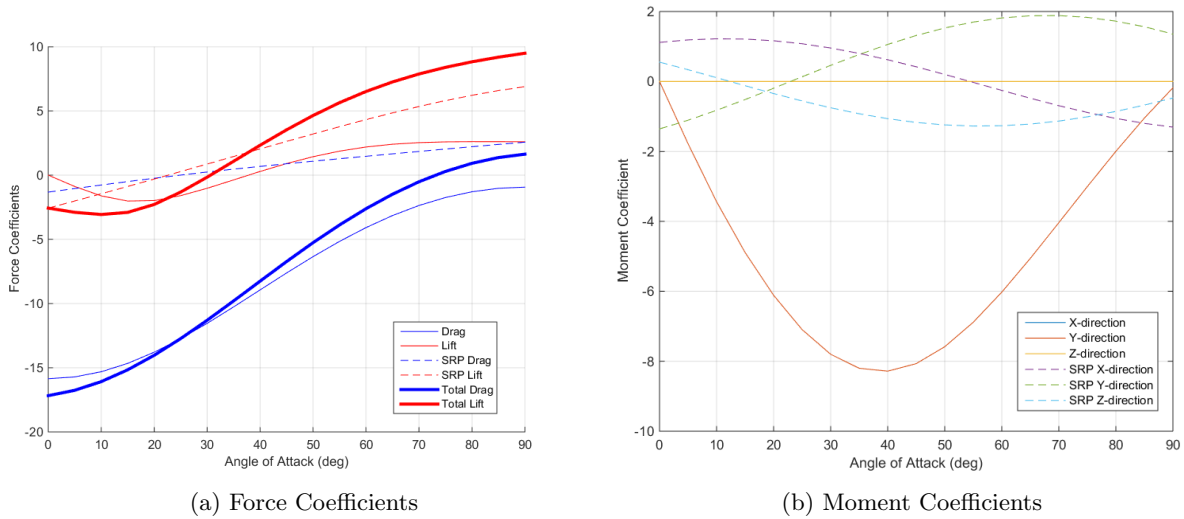 10
5
0
-5
-10
-15
-20
Force Coefficients
0 10 20 30 40 50 60 70 80 90
Angle of Attack (deg)
Drag
Lift
SRP Drag
SRP Lift
Total Drag
Total Lift
(a) Force Coefficients
2
0
-2
-4
-6
-8
-10
Moment Coefficient
0 10 20 30 40 50 60 70 80 90
Angle of Attack (deg)
X-direction
Y-direction
Z-direction
SRP X-direction
SRP Y-direction
SRP Z-direction
(b) Moment Coefficients